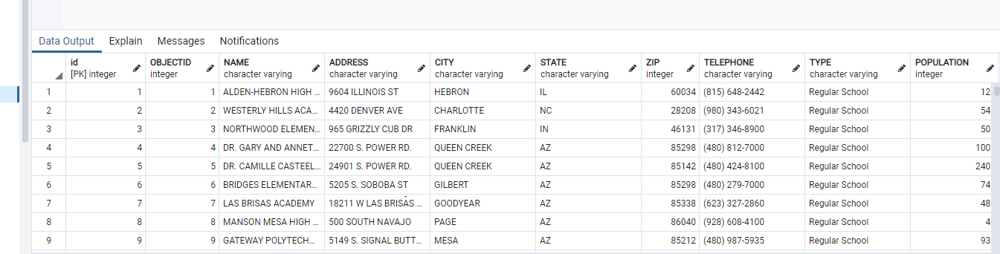 Data Output Explain Messages Notifications
id OBJECTID NAME ADDRESS CITY STATE ZIP TELEPHONE TYPE POPULATION
[PK] integer integer character varying character varying character varying character varying integer character varying character varying integer
1 1 1 ALDEN-HEBRON HIGH ... 9604 ILLINOIS ST HEBRON IL 60034 (815) 648-2442 Regular School 12
2 2 2 WESTERLY HILLS ACA... 4420 DENVER AVE CHARLOTTE NC 28208 (980) 343-6021 Regular School 54
3 3 3 NORTHWOOD ELEMEN... 965 GRIZZLY CUB DR FRANKLIN IN 46131 (317) 346-8900 Regular School 50
4 4 4 DR. GARY AND ANNET... 22700 S. POWER RD. QUEEN CREEK AZ 85298 (480) 812-7000 Regular School 100
5 5 5 DR. CAMILLE CASTEEL... 24901 S. POWER RD. QUEEN CREEK AZ 85142 (480) 424-8100 Regular School 240
6 6 6 BRIDGES ELEMENTAR... 5205 S. SOBOBA ST GILBERT AZ 85298 (480) 279-7000 Regular School 74
7 7 7 LAS BRISAS ACADEMY 18211 W LAS BRISAS ... GOODYEAR AZ 85338 (623) 327-2860 Regular School 48
8 8 8 MANSON MESA HIGH ... 500 SOUTH NAVAJO PAGE AZ 86040 (928) 608-4100 Regular School 4
9 9 9 GATEWAY POLYTECH... 5149 S. SIGNAL BUTT... MESA AZ 85212 (480) 987-5935 Regular School 93